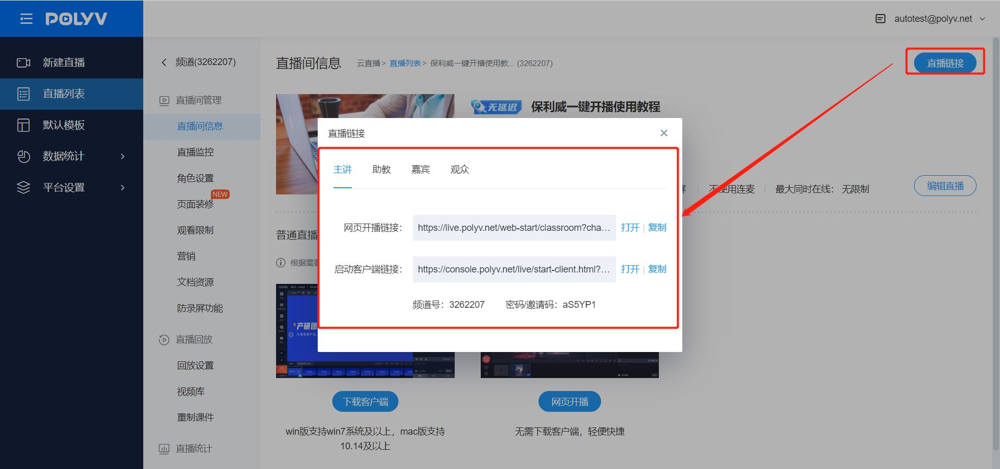 POLYV
autotest@polyv.net
新建直播
直播列表
默认模板
数据统计
平台设置
频道(3262207)
直播间管理
直播间信息
直播监控
角色设置
NEW
页面装修
观看限制
营销
文档资源
防录屏功能
直播回放
回放设置
视频库
重制课件
直播统计
直播间信息
云直播> 直播列表> 保利威一键开播使用教... (3262207)
直播链接
无延迟 保利威一键开播使用教程
使用连麦 最大同时在线： 无限制
编辑直播
普通直播
根据需要
直播链接
主讲 助教 嘉宾 观众
网页开播链接： https://live.polyv.net/web-start/classroom?cha... 打开 | 复制
启动客户端链接： https://console.polyv.net/live/start-client.html?... 打开 | 复制
频道号：3262207 密码/邀请码：aS5YP1
产研团
无缝连接产品
下载客户端
win版支持win7系统及以上，mac版支持
10.14及以上
网页开播
无需下载客户端，轻便快捷